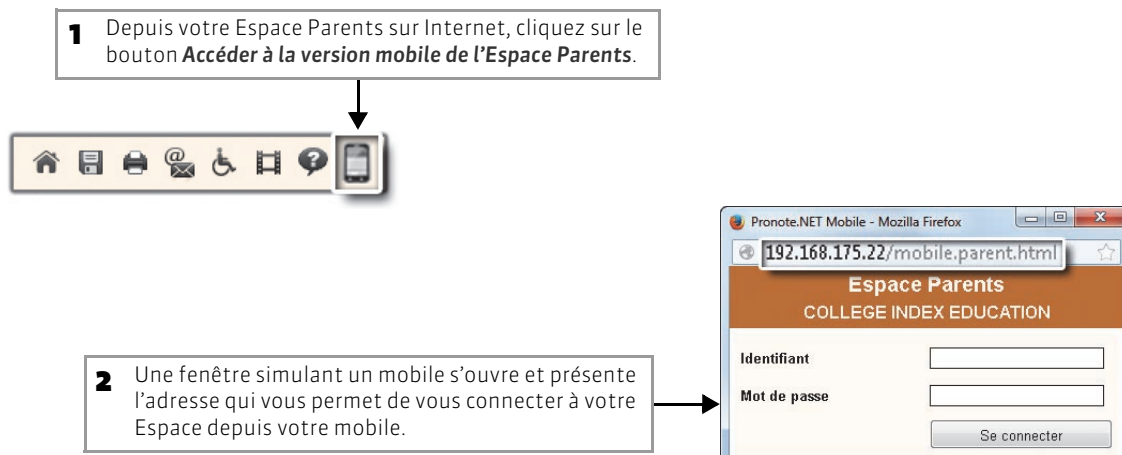 1 Depuis votre Espace Parents sur Internet, cliquez sur le
bouton Accéder à la version mobile de l’Espace Parents.
Pronote.NET Mobile - Mozilla Firefox
192.168.175.22/mobile.parent.html
Espace Parents
COLLEGE INDEX EDUCATION
Identifiant
Mot de passe
Se connecter
2 Une fenêtre simulant un mobile s’ouvre et présente
l’adresse qui vous permet de vous connecter à votre
Espace depuis votre mobile.